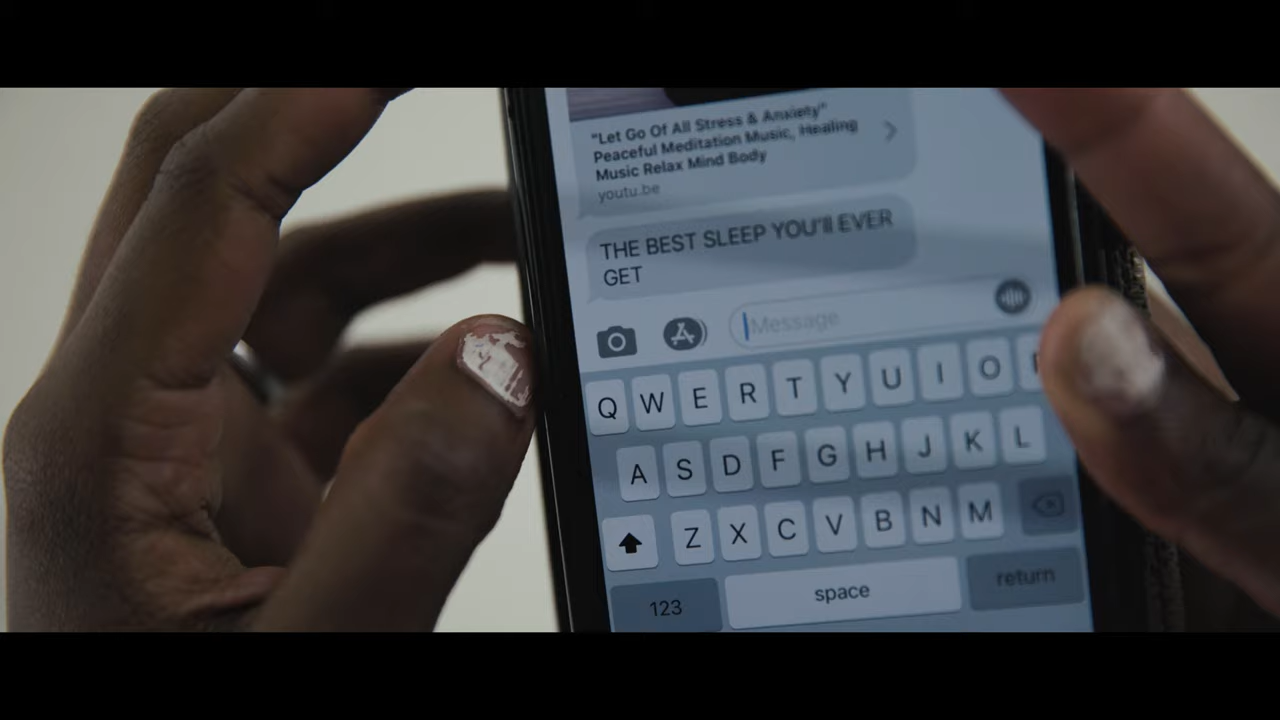 "Let Go Of All Stress & Anxiety"
Peaceful Meditation Music, Healing
Music Relax Mind Body
youtu.be
THE BEST SLEEP YOU'll EVER
GET
Message
Q W E R T Y U I O
A S D F G H J K L
Z X C V B N M
123 space return